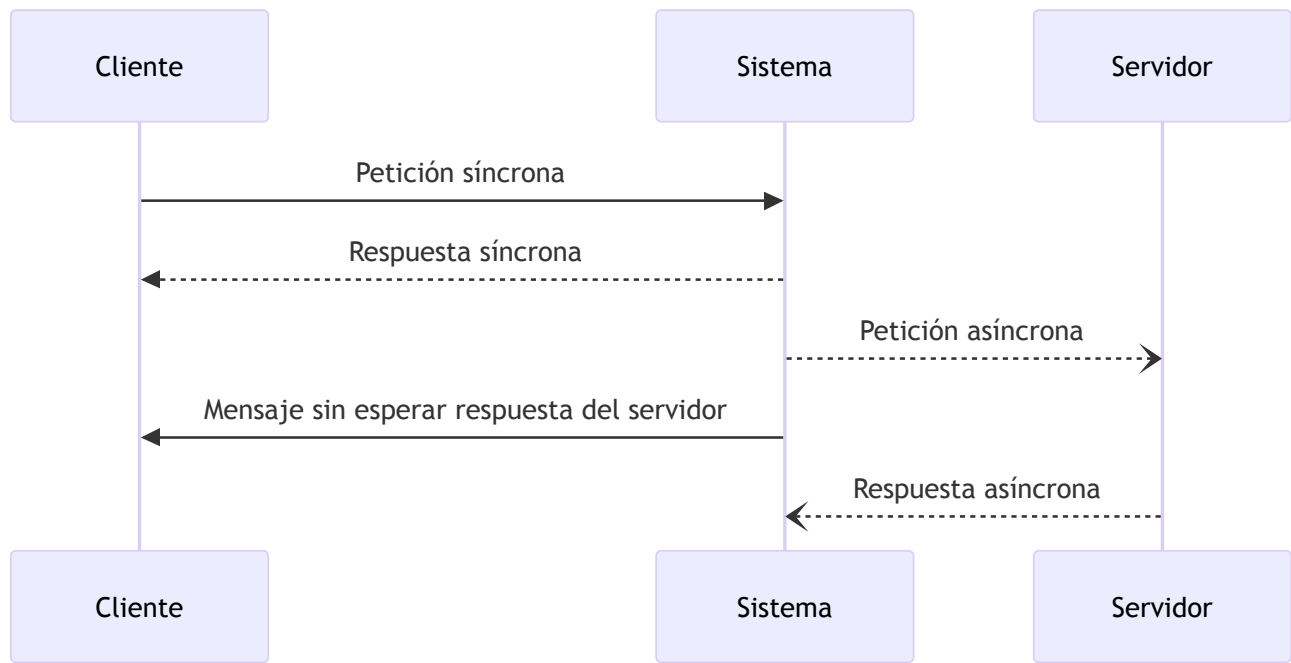 Cliente
Sistema
Servidor
Petición síncrona
Respuesta síncrona
Petición asíncrona
Mensaje sin esperar respuesta del servidor
Respuesta asíncrona
Cliente
Sistema
Servidor